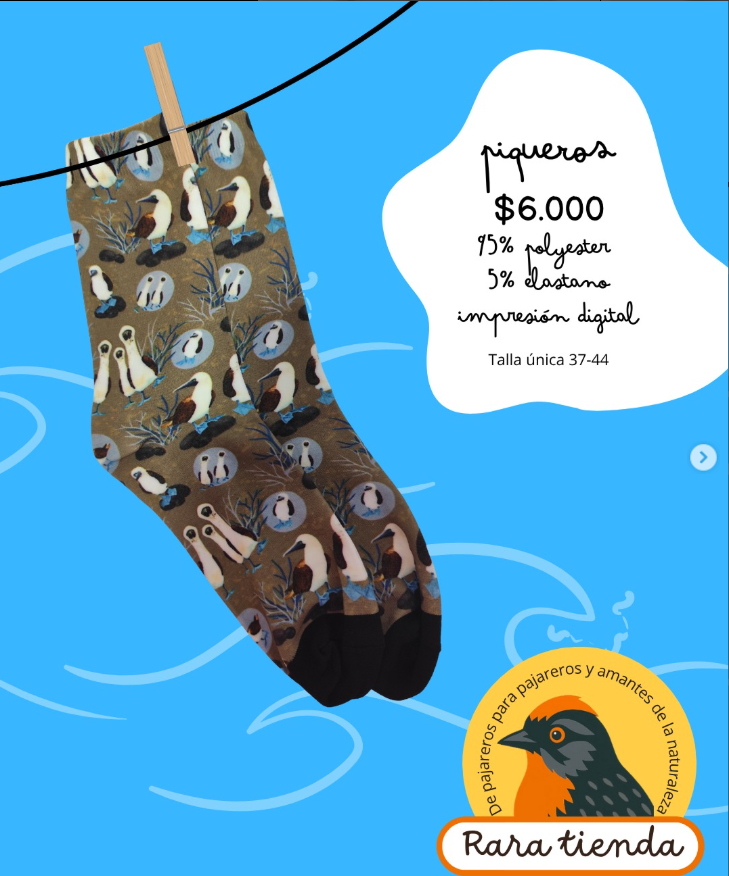 piqueros
$6.000
95% polyester
5% elastano
impresión digital
Talla única 37-44
De pajareros para pajareros y amantes de la naturaleza
Rara tienda